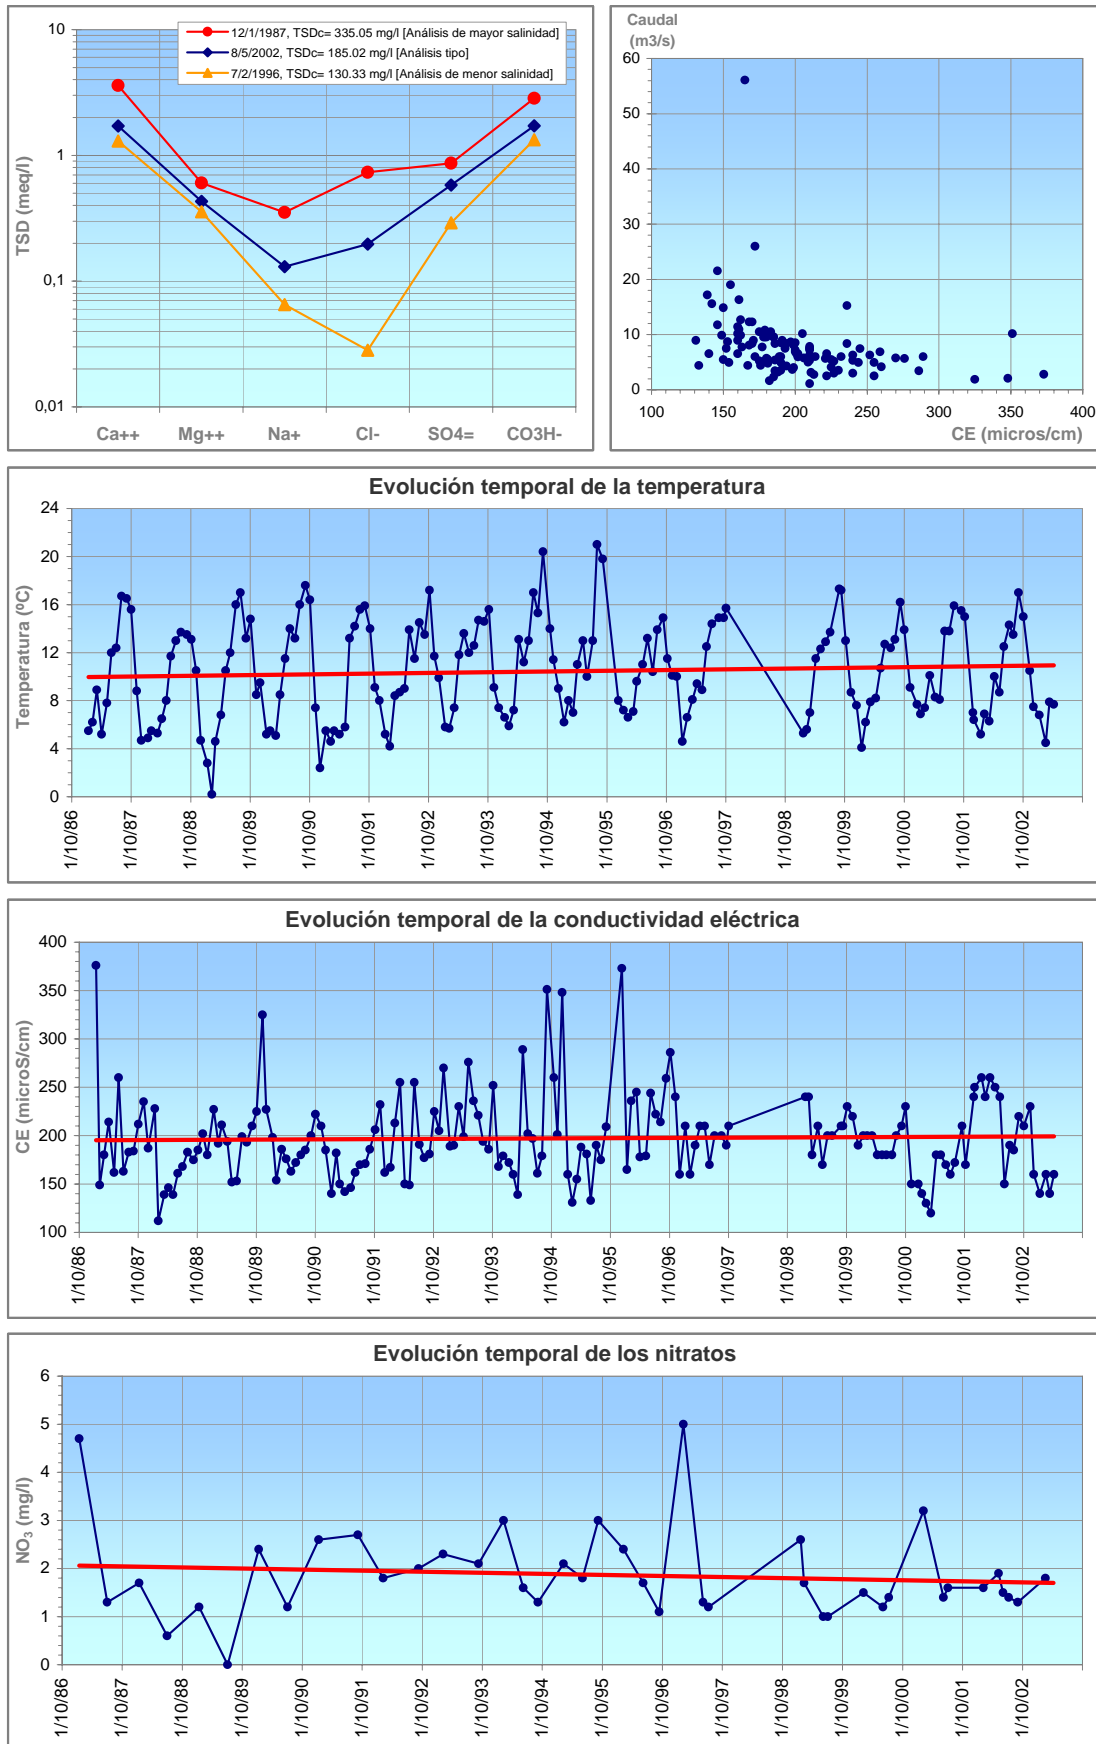 12/1/1987, TSDc= 335.05 mg/l [Análisis de mayor salinidad]
8/5/2002, TSDc= 185.02 mg/l [Análisis tipo]
7/2/1996, TSDc= 130.33 mg/l [Análisis de menor salinidad]
TSD (meq/l)
10
1
0,1
0,01
Ca++ Mg++ Na+ Cl- SO4= CO3H-
Caudal
(m3/s)
60
50
40
30
20
10
0
100 150 200 250 300 350 400
CE (micros/cm)
Evolución temporal de la temperatura
Temperatura (ºC)
24
20
16
12
8
4
0
1/10/86 1/10/87 1/10/88 1/10/89 1/10/90 1/10/91 1/10/92 1/10/93 1/10/94 1/10/95 1/10/96 1/10/97 1/10/98 1/10/99 1/10/00 1/10/01 1/10/02
Evolución temporal de la conductividad eléctrica
CE (microS/cm)
400
350
300
250
200
150
100
1/10/86 1/10/87 1/10/88 1/10/89 1/10/90 1/10/91 1/10/92 1/10/93 1/10/94 1/10/95 1/10/96 1/10/97 1/10/98 1/10/99 1/10/00 1/10/01 1/10/02
Evolución temporal de los nitratos
NO₃ (mg/l)
6
5
4
3
2
1
0
1/10/86 1/10/87 1/10/88 1/10/89 1/10/90 1/10/91 1/10/92 1/10/93 1/10/94 1/10/95 1/10/96 1/10/97 1/10/98 1/10/99 1/10/00 1/10/01 1/10/02